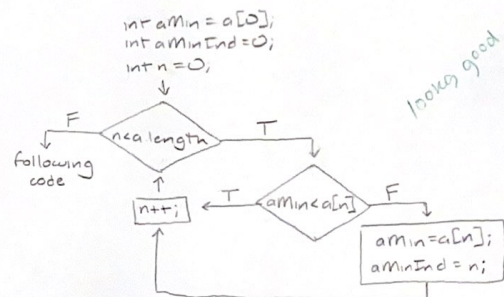 int aMin = a[0];
int aMinInd = 0;
int n = 0;
looks good
F
n<a.length
T
following
code
n++;
T
aMin<a[n]
F
aMin=a[n];
aMinInd = n;